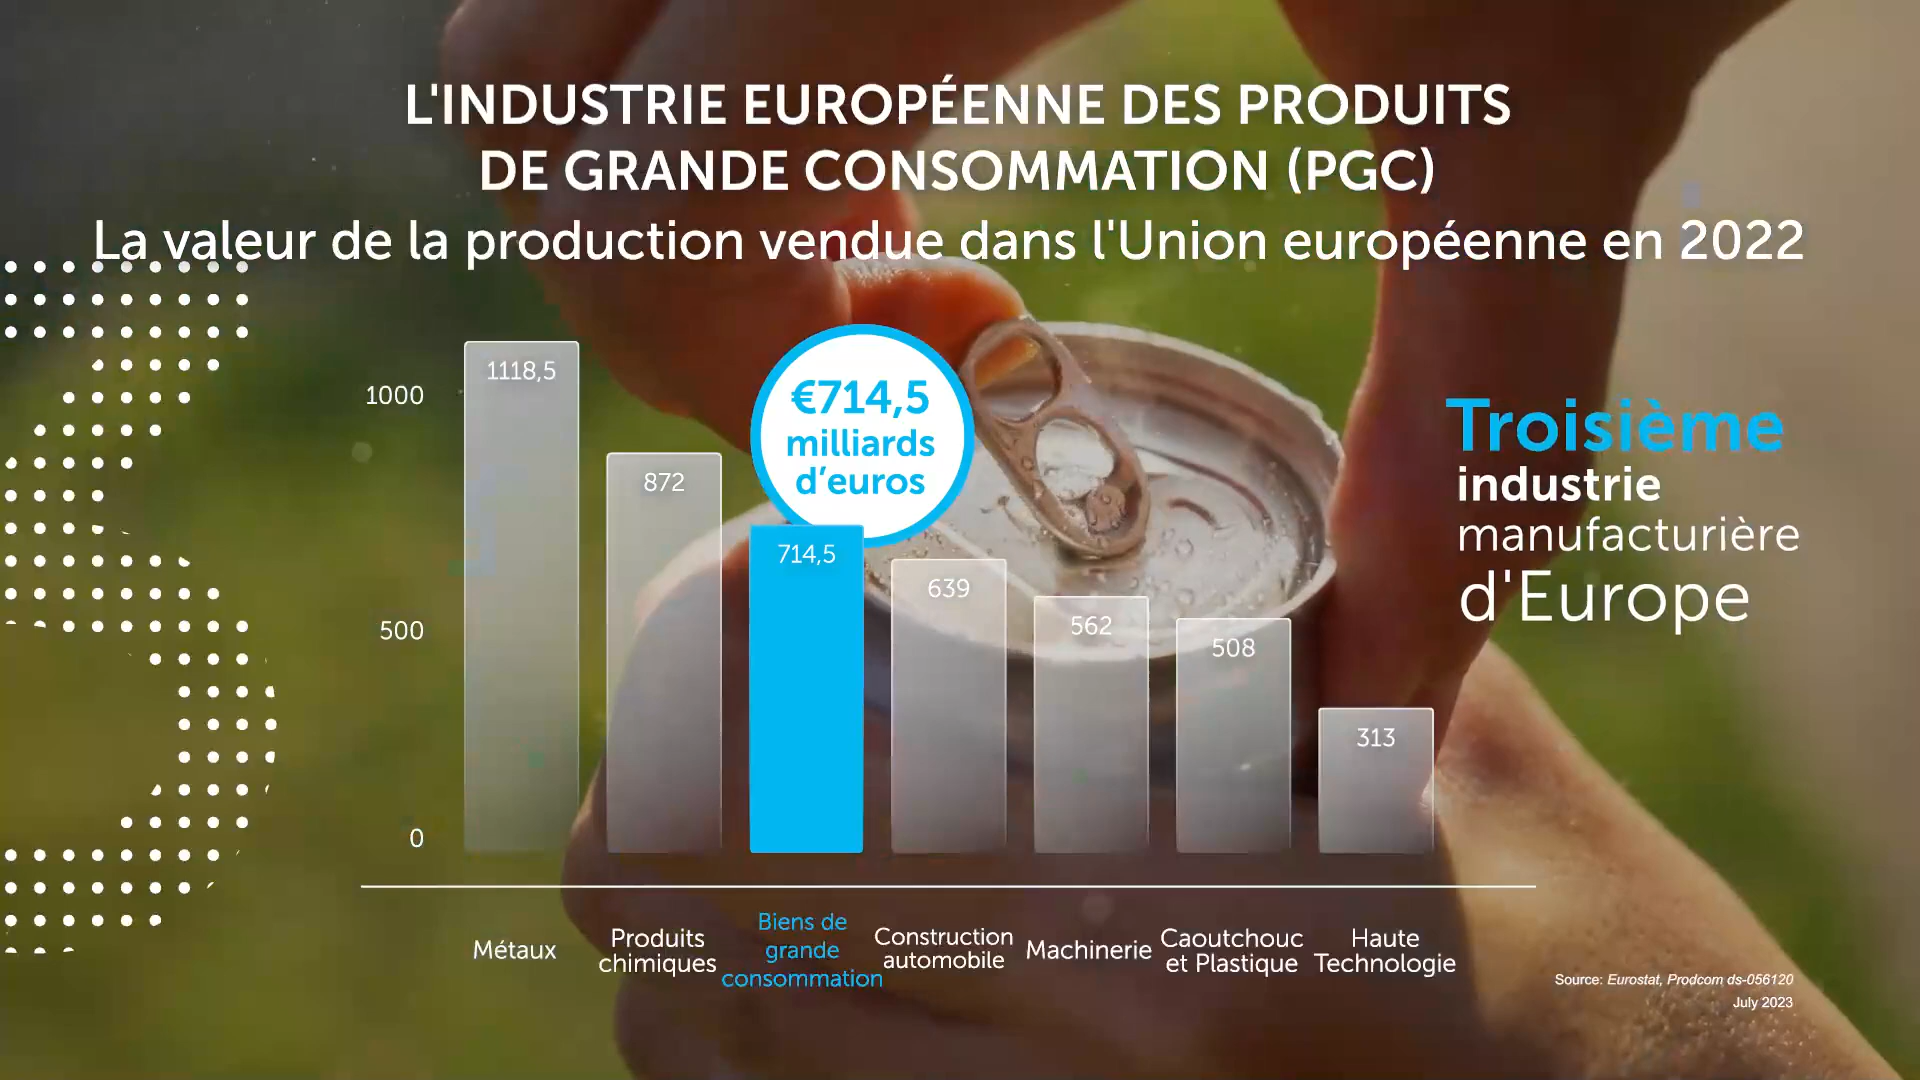 L'INDUSTRIE EUROPÉENNE DES PRODUITS
DE GRANDE CONSOMMATION (PGC)
La valeur de la production vendue dans l'Union européenne en 2022
1000
500
0
1118,5
872
€714,5
milliards
d’euros
714,5
639
562
508
313
Troisième
industrie
manufacturière
d'Europe
Métaux
Produits
chimiques
Biens de
grande
consommation
Construction
automobile
Machinerie
Caoutchouc
et Plastique
Haute
Technologie
Source: Eurostat, Prodcom ds-056120
July 2023